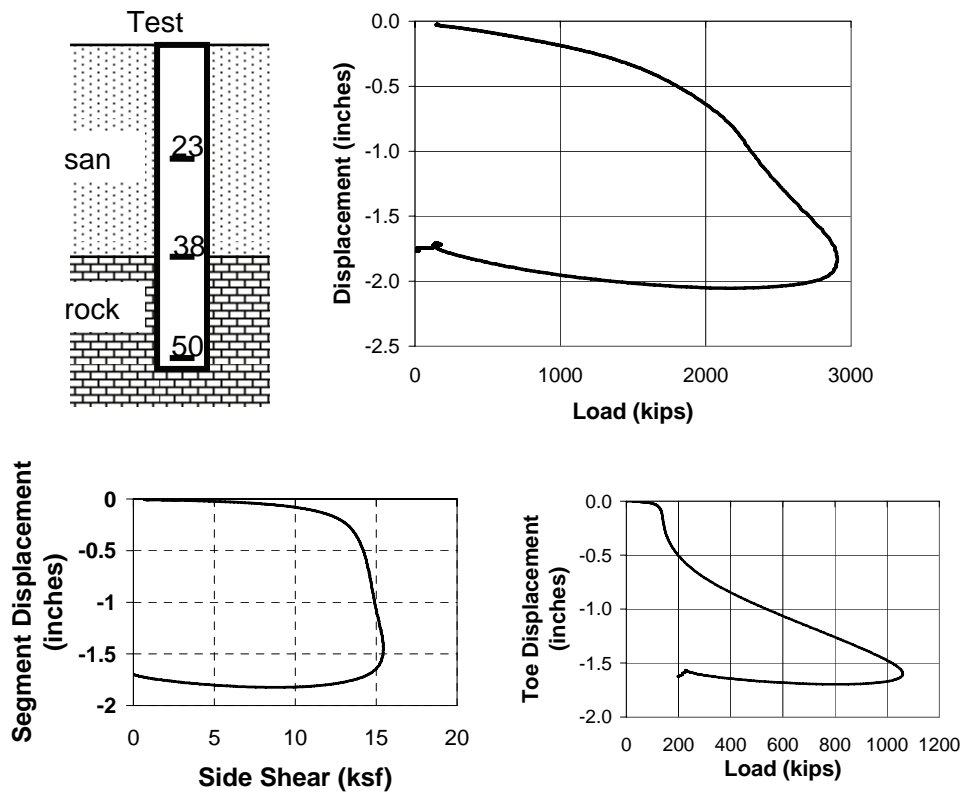 Test
san
23
38
rock
50
0.0
-0.5
-1.0
-1.5
-2.0
-2.5
Displacement (inches)
0 1000 2000 3000
Load (kips)
0
-0.5
-1
-1.5
-2
Segment Displacement
(inches)
0 5 10 15 20
Side Shear (ksf)
0.0
-0.5
-1.0
-1.5
-2.0
Toe Displacement
(inches)
0 200 400 600 800 1000 1200
Load (kips)